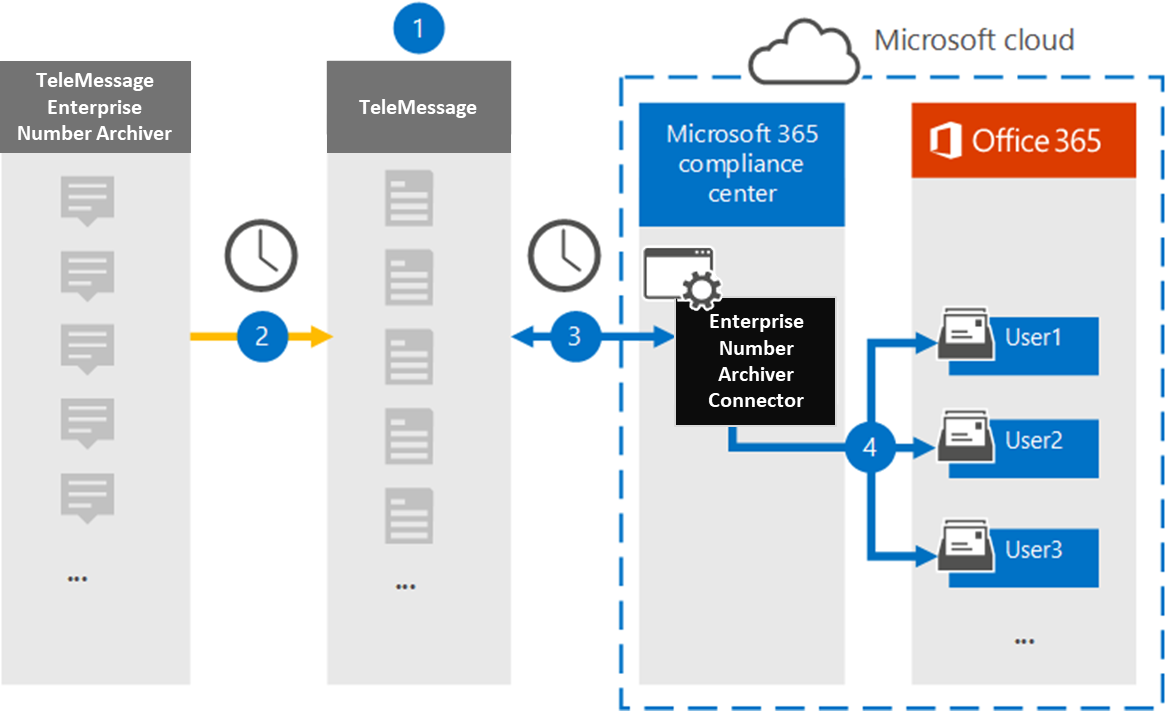 1
Microsoft cloud
TeleMessage
Enterprise
Number Archiver
TeleMessage
Microsoft 365
compliance
center
Office 365
2
3
Enterprise
Number
Archiver
Connector
4
User1
User2
User3
...
...
...